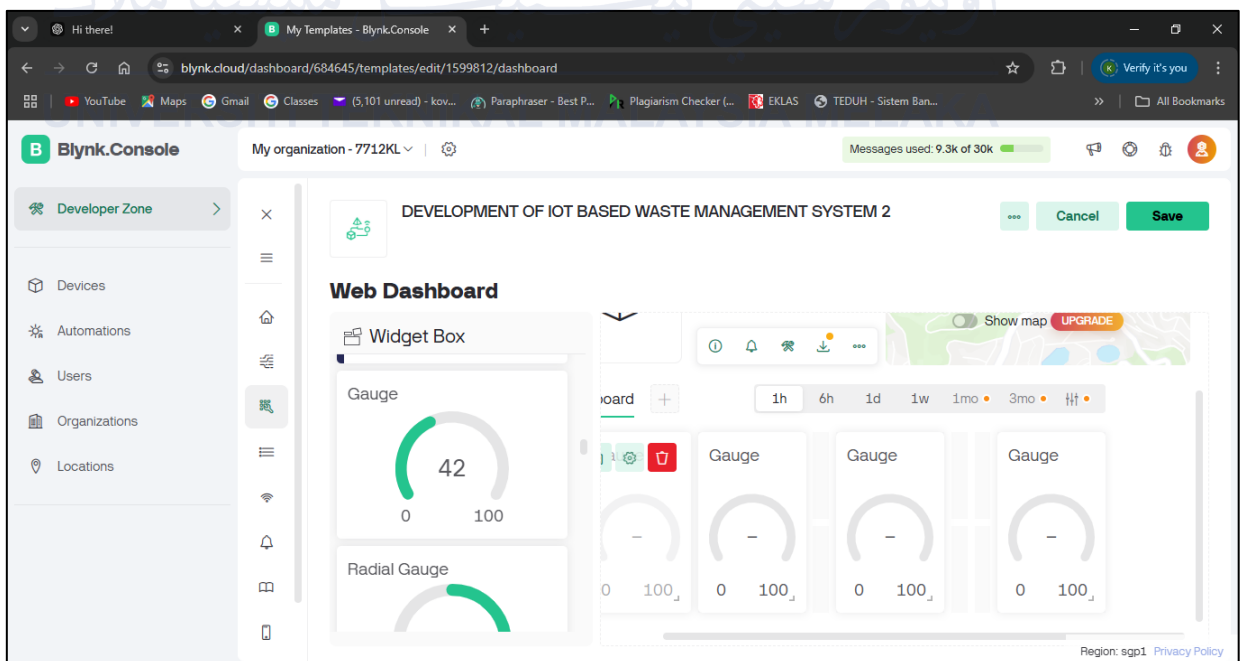 Hi there!
My Templates - Blynk.Console
blynk.cloud/dashboard/684645/templates/edit/1599812/dashboard
Verify it's you
YouTube
Maps
Gmail
Classes
(5,101 unread) - kov...
Paraphraser - Best P...
Plagiarism Checker (...
EKLAS
TEDUH - Sistem Ban...
All Bookmarks
UNIVERSITI TEKNIKAL MALAYSIA MELAKA
B Blynk.Console
My organization - 7712KL
Messages used: 9.3k of 30k
Developer Zone
Devices
Automations
Users
Organizations
Locations
DEVELOPMENT OF IOT BASED WASTE MANAGEMENT SYSTEM 2
Cancel
Save
Web Dashboard
Widget Box
Gauge
42
0 100
Radial Gauge
Show map UPGRADE
board
1h 6h 1d 1w 1mo 3mo
Gauge Gauge Gauge
- - - -
0 100 0 100 0 100 0 100
Region: sgp1 Privacy Policy